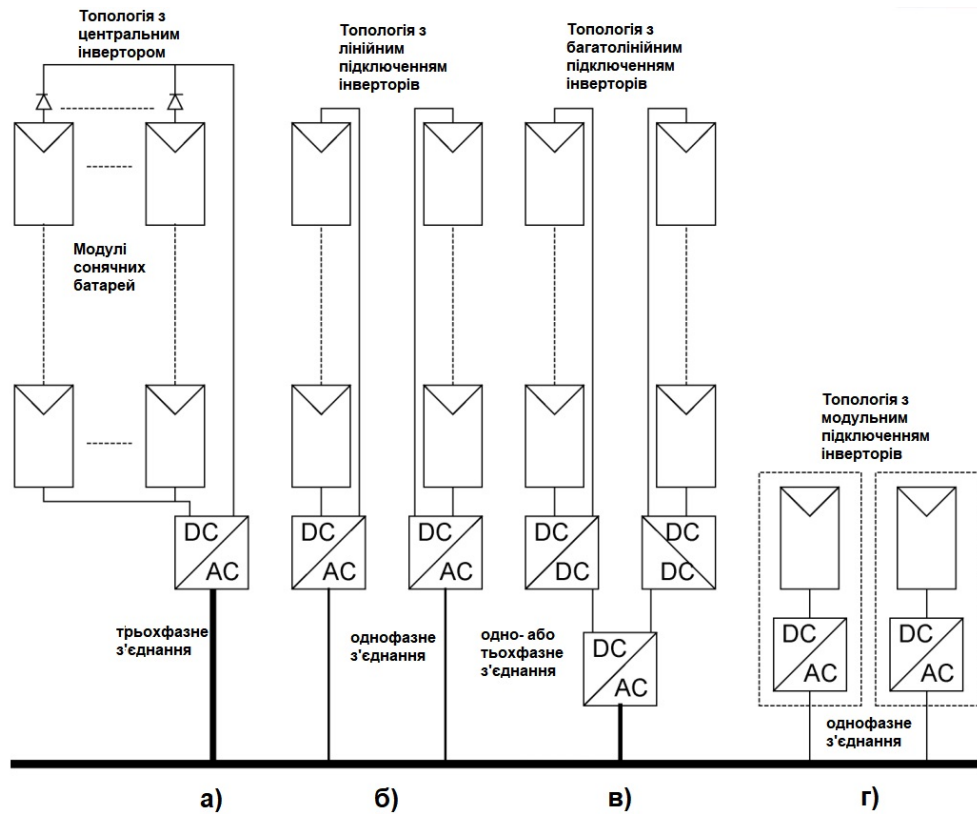 Топологія з
центральним
інвертором
Топология з
лінійним
підключенням
інверторів
Топология з
багатолінійним
підключенням
інверторів
Модулі
сонячних
батарей
Топологія з
модульним
підключенням
інверторів
DC
AC
DC
AC
DC
AC
DC
DC
DC
DC
DC
AC
DC
AC
DC
AC
трьохфазне
з'єднання
однофазне
з'єднання
одно- або
тьохфазне
з'єднання
однофазне
з'єднання
а)
б)
в)
г)